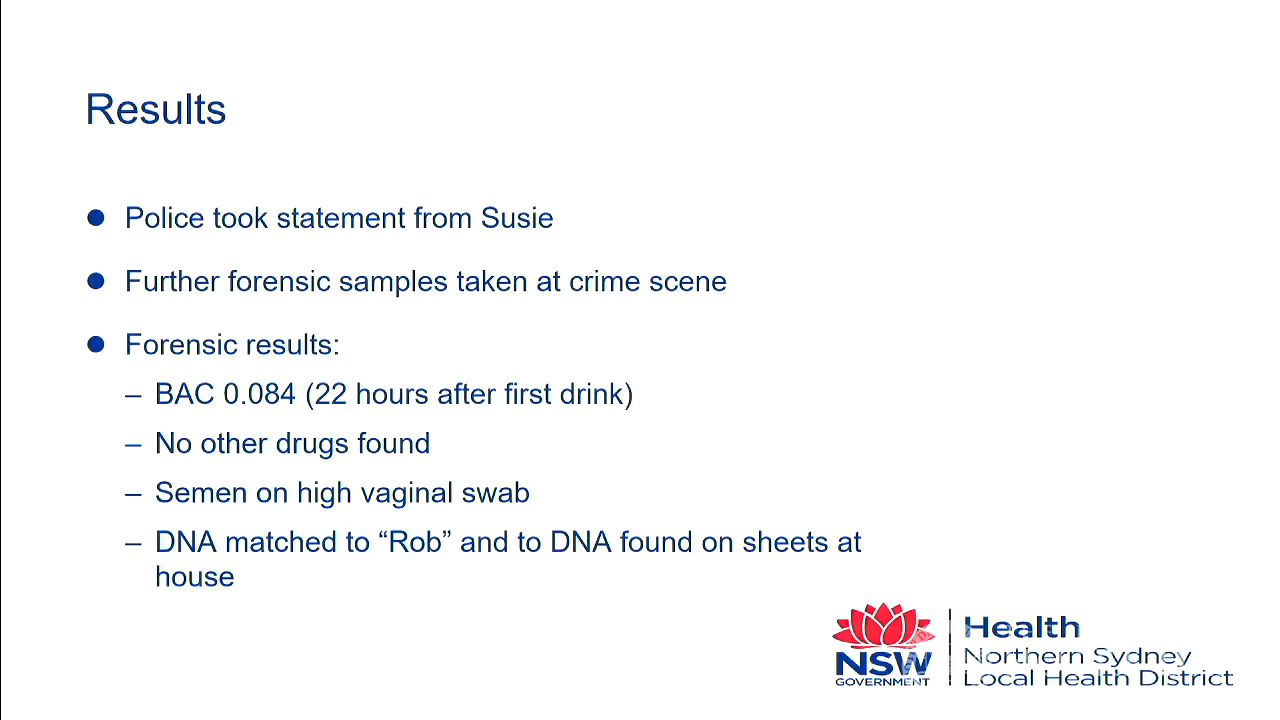 Results
● Police took statement from Susie
● Further forensic samples taken at crime scene
● Forensic results:
– BAC 0.084 (22 hours after first drink)
– No other drugs found
– Semen on high vaginal swab
– DNA matched to “Rob” and to DNA found on sheets at
house
Health
NSW
Northern Sydney
GOVERNMENT
Local Health District